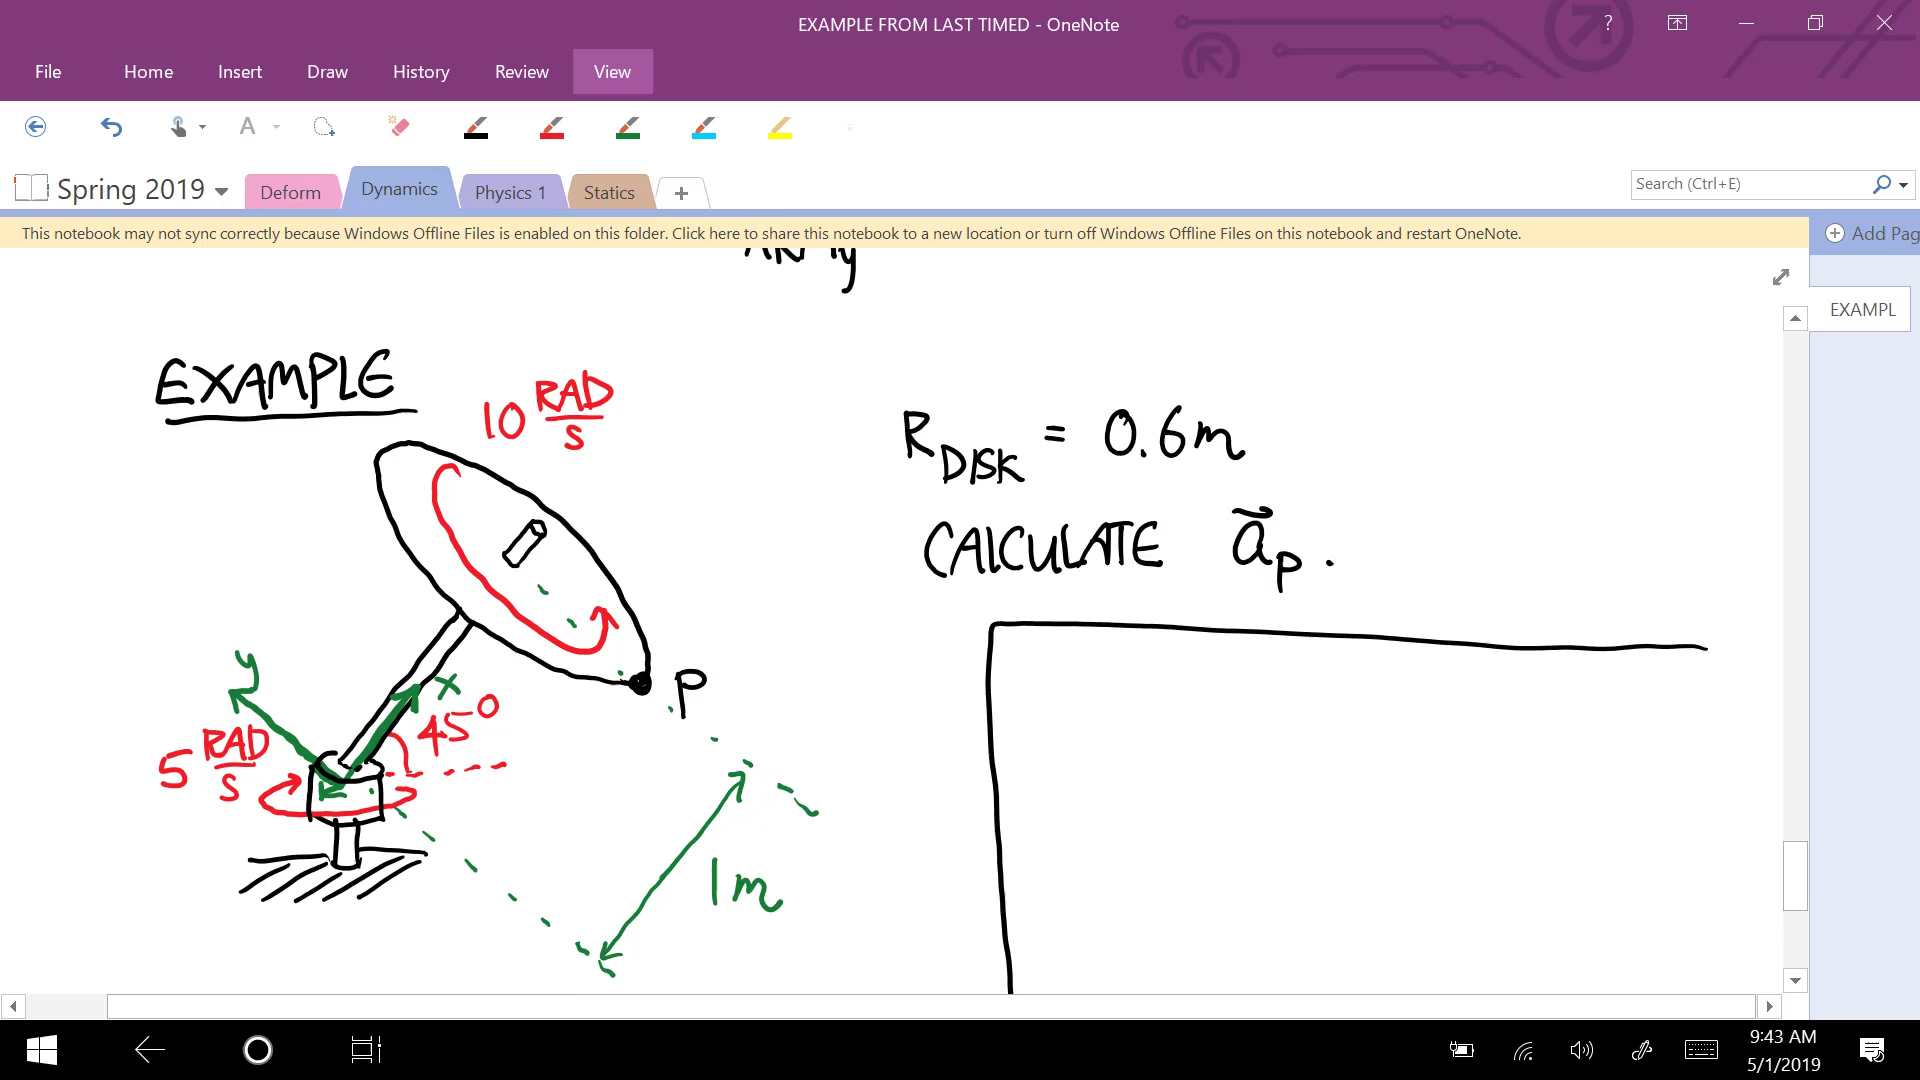 EXAMPLE FROM LAST TIMED - OneNote
?
File Home Insert Draw History Review View
A
Spring 2019 Deform Dynamics Physics 1 Statics +
Search (Ctrl+E)
This notebook may not sync correctly because Windows Offline Files is enabled on this folder. Click here to share this notebook to a new location or turn off Windows Offline Files on this notebook and restart OneNote.
Add Pag
EXAMPL
EXAMPLE
10 RAD/S
R DISK = 0.6m
CALCULATE a⃗p.
P
y
x
45°
5 RAD/S
1m
9:43 AM
5/1/2019